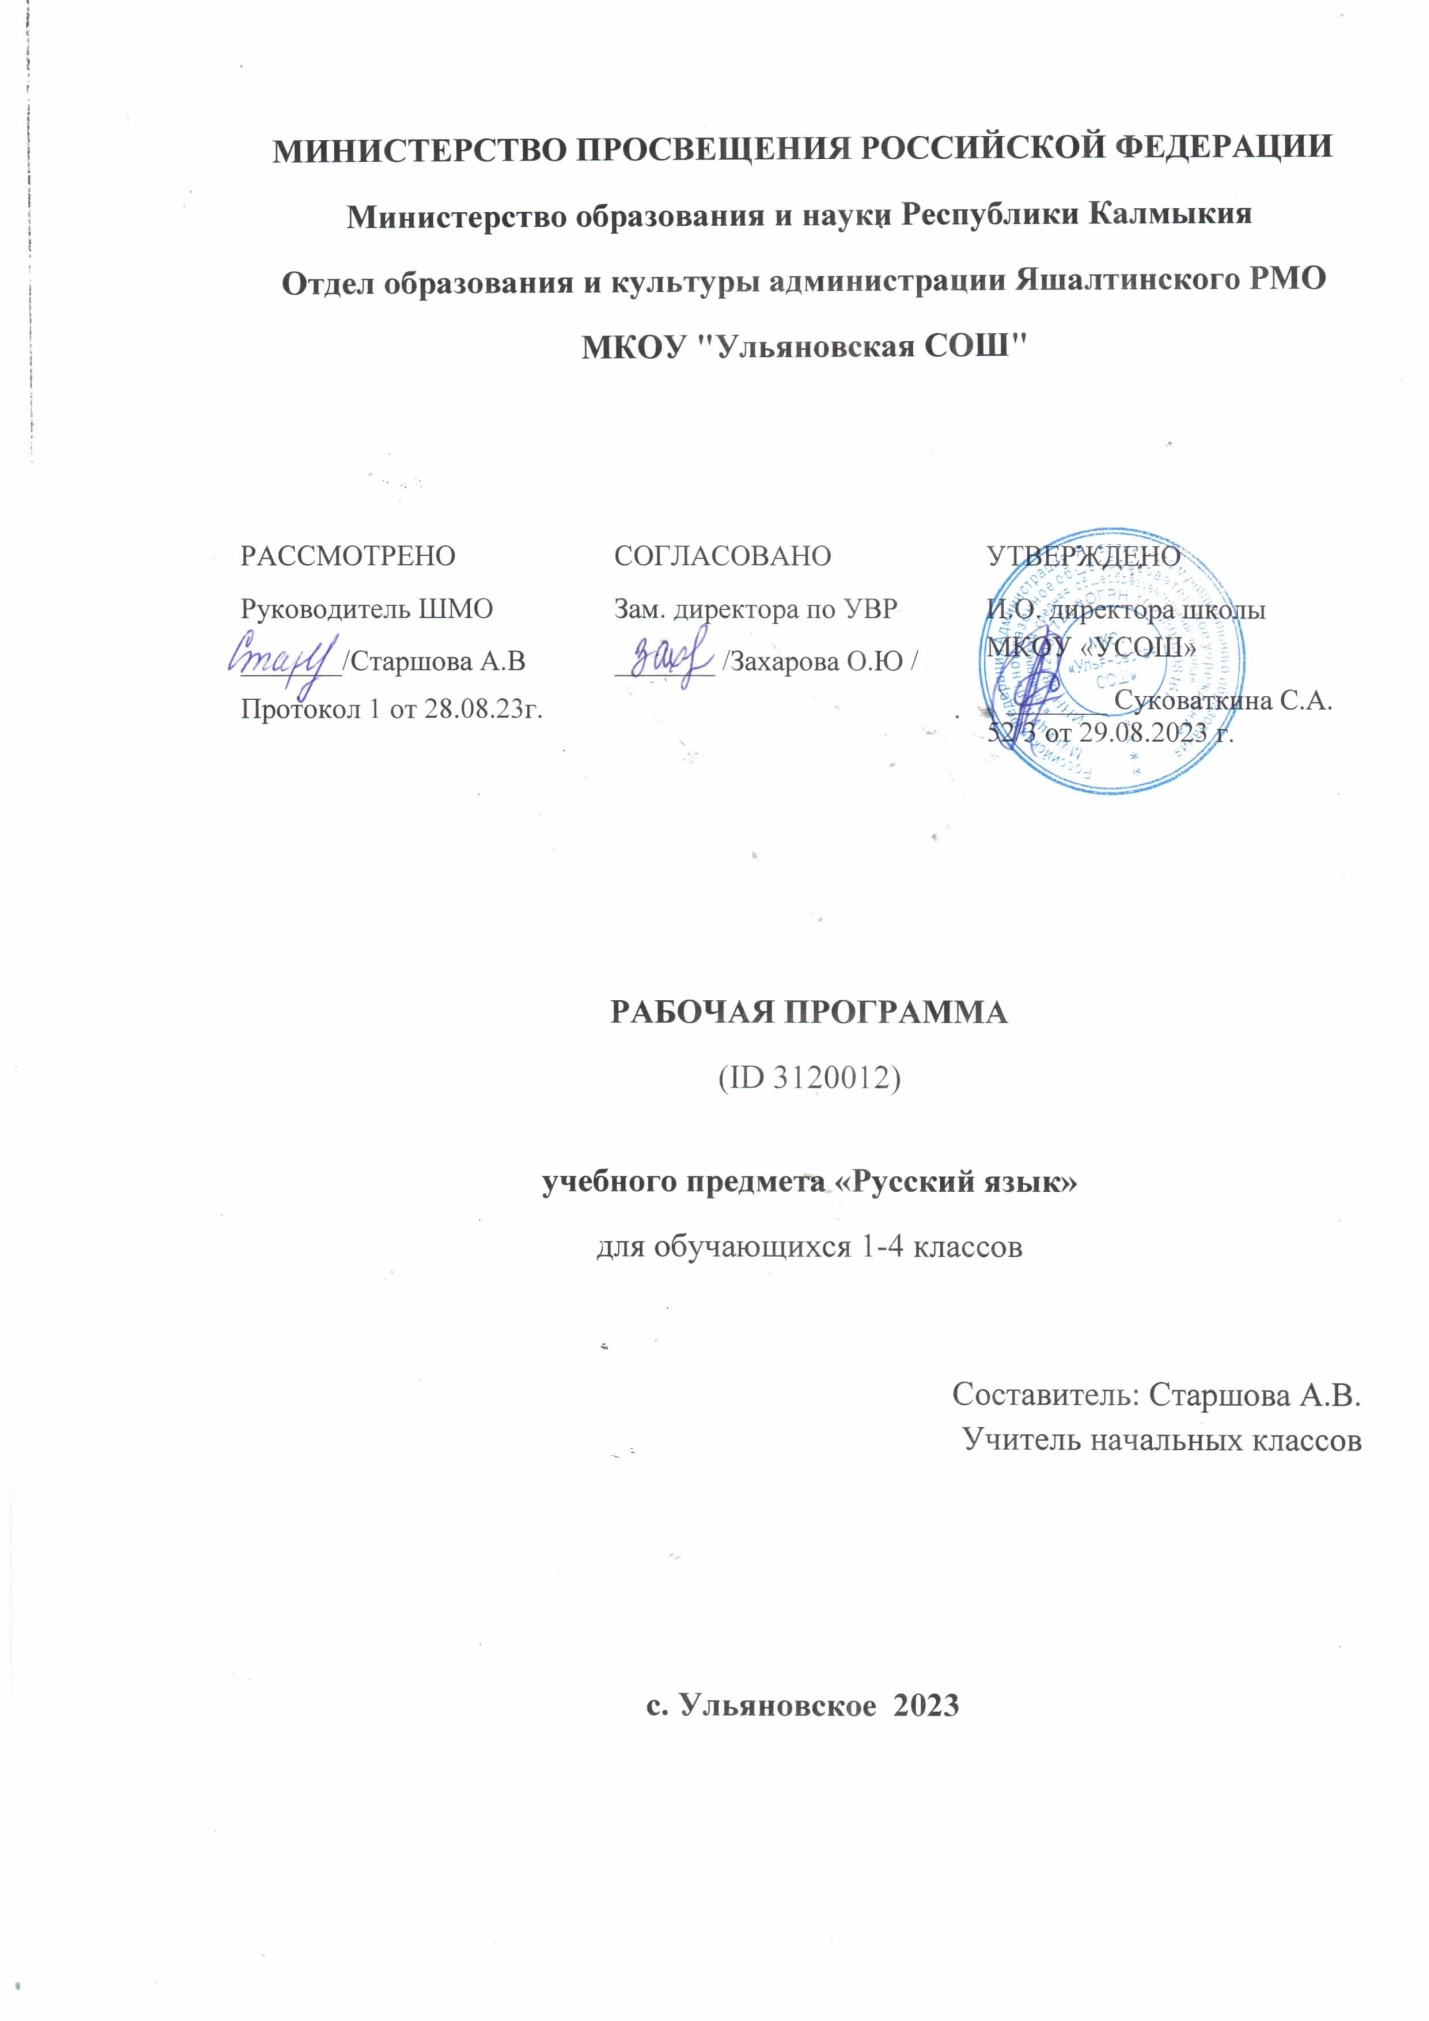 МИНИСТЕРСТВО ПРОСВЕЩЕНИЯ РОССИЙСКОЙ ФЕДЕРАЦИИ
Министерство образования и науки Республики Калмыкия
Отдел образования и культуры администрации Яшалтинского РМО
МКОУ "Ульяновская СОШ"
РАССМОТРЕНО
Руководитель ШМО
/Старшова А.В
Протокол 1 от 28.08.23г.
СОГЛАСОВАНО
Зам. директора по УВР
/Захарова О.Ю /
УТВЕРЖДЕНО
И.О. директора школы
МКОУ «УСОШ»
Суковаткина С.А.
52/3 от 29.08.2023 г.
РАБОЧАЯ ПРОГРАММА
(ID 3120012)
учебного предмета «Русский язык»
для обучающихся 1-4 классов
Составитель: Старшова А.В.
Учитель начальных классов
с. Ульяновское 2023